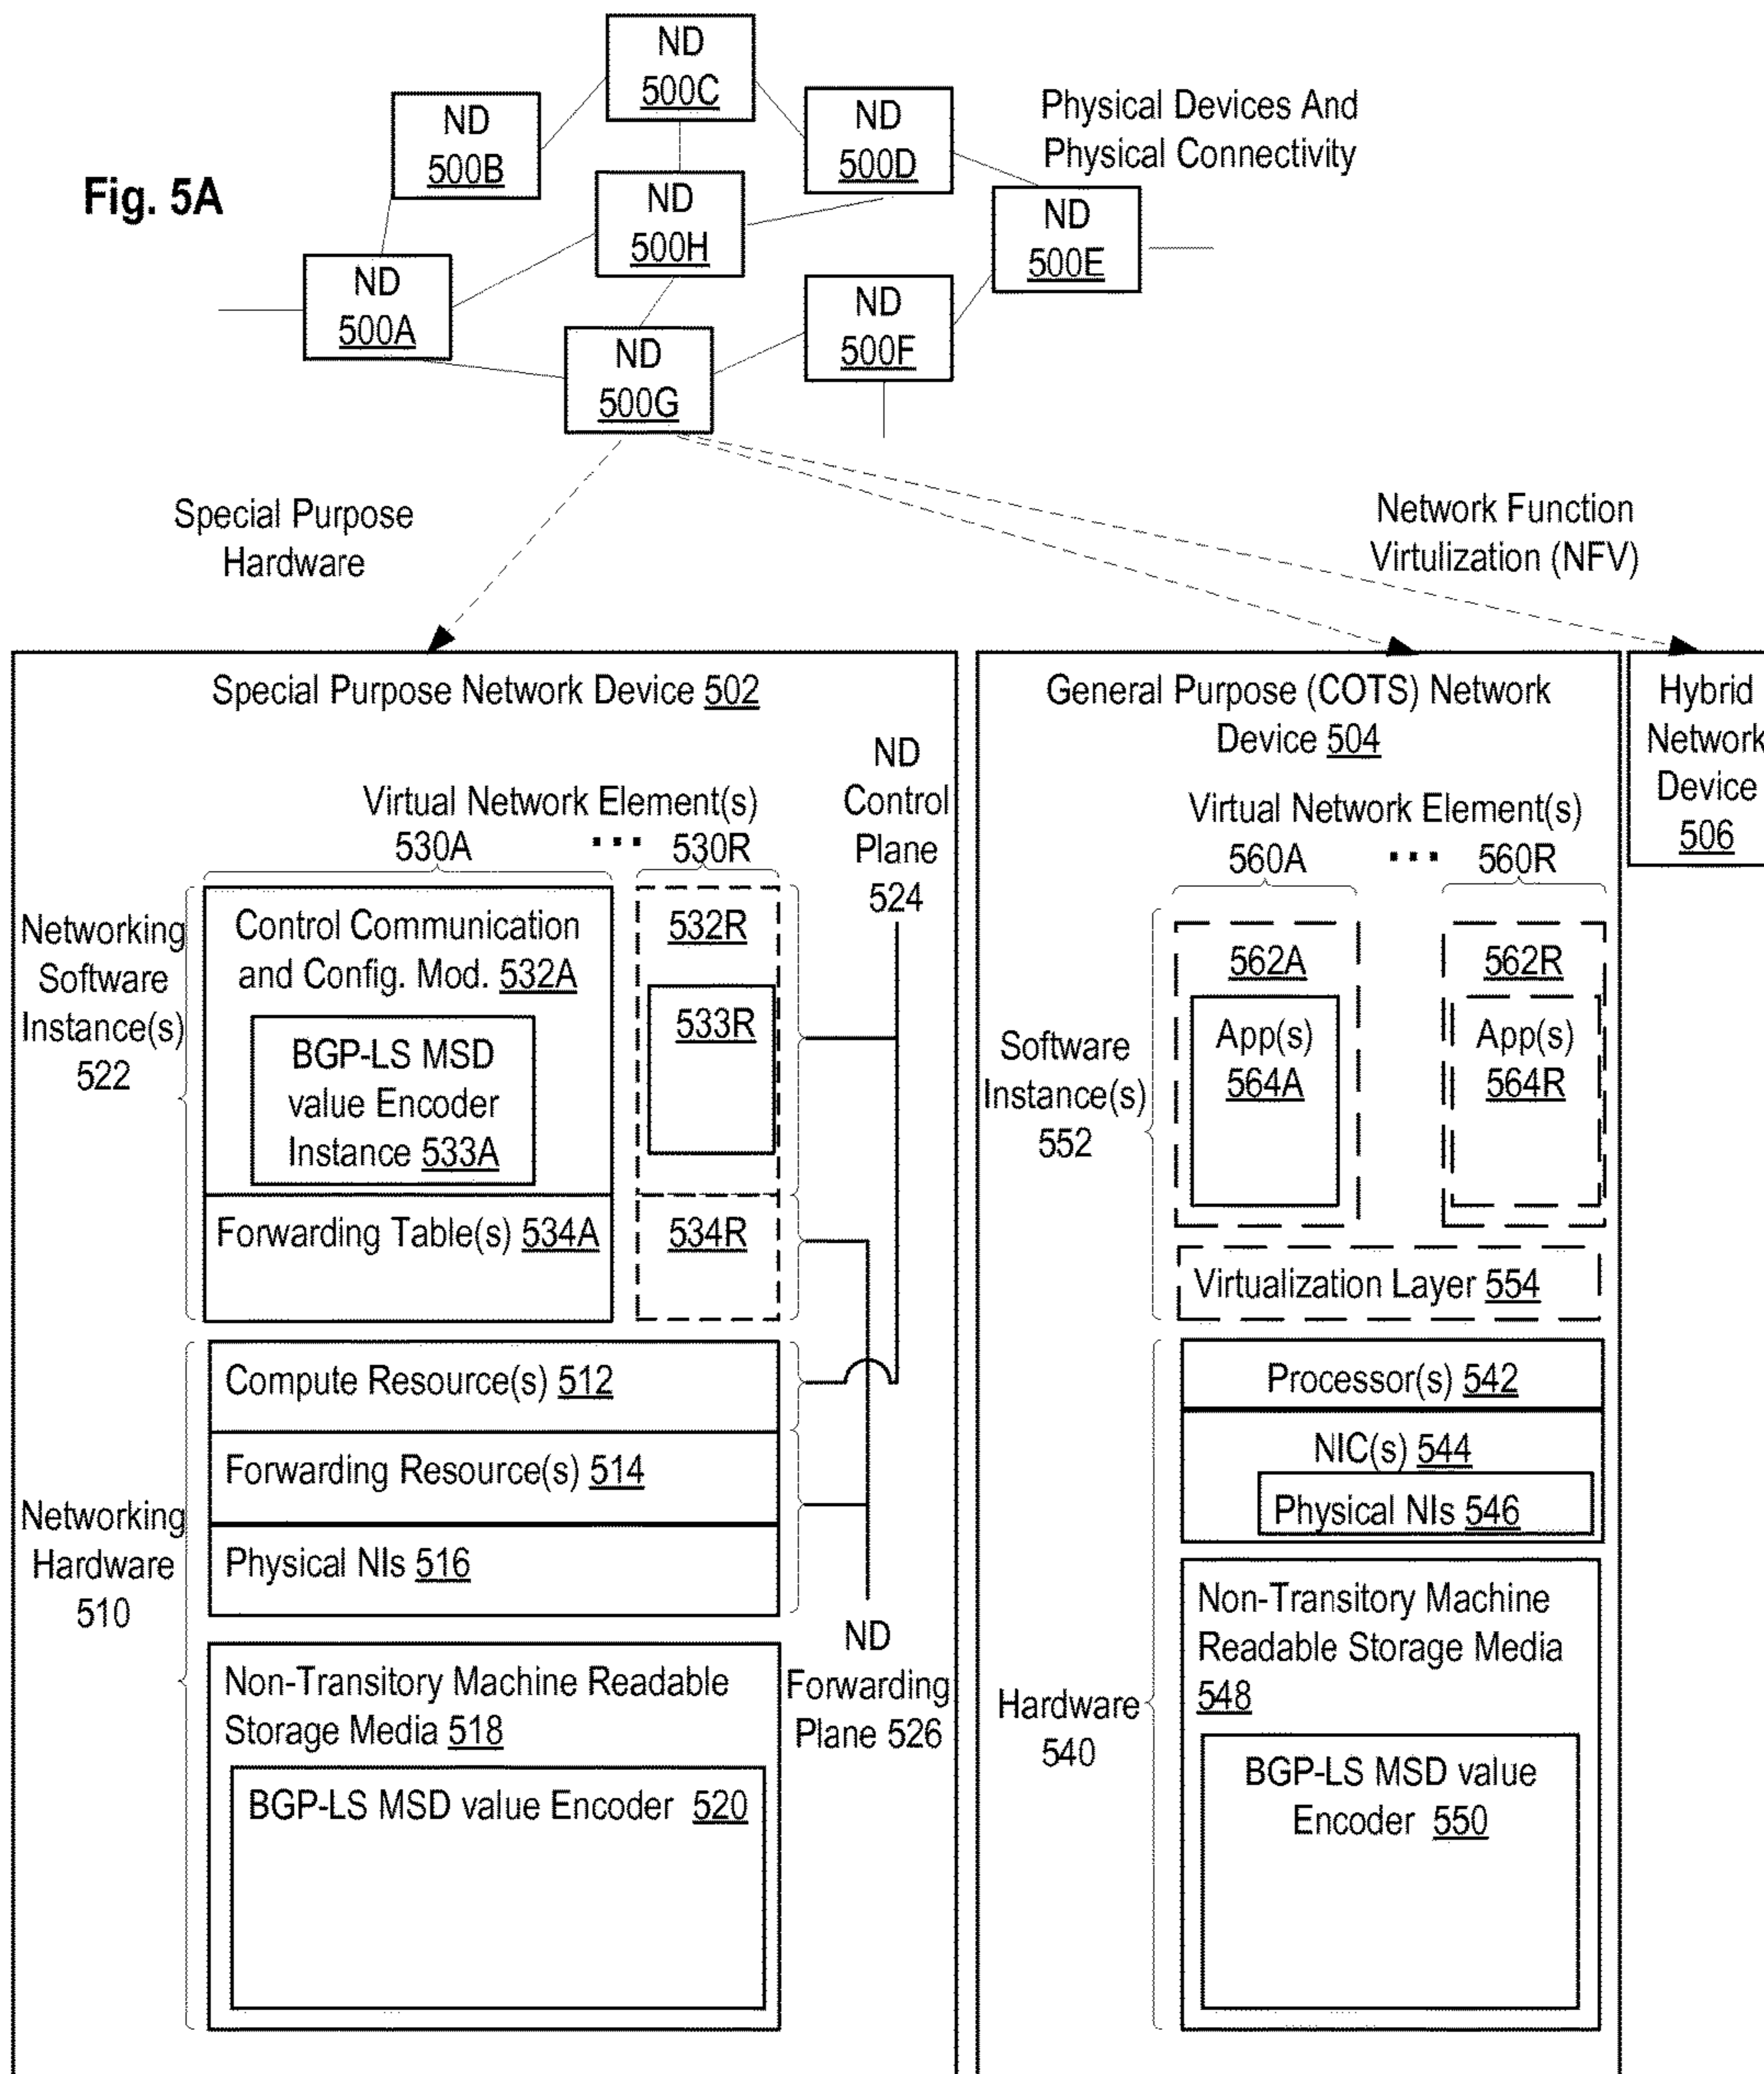 Fig. 5A
ND
500C
ND
500B
ND
500D
Physical Devices And
Physical Connectivity
ND
500H
ND
500E
ND
500A
ND
500F
ND
500G
Special Purpose
Hardware
Network Function
Virtulization (NFV)
Special Purpose Network Device 502
ND
Control
Plane
524
Virtual Network Element(s)
530A
...
530R
Networking
Software
Instance(s)
522
Control Communication
and Config. Mod. 532A
BGP-LS MSD
value Encoder
Instance 533A
532R
533R
Forwarding Table(s) 534A
534R
Networking
Hardware
510
Compute Resource(s) 512
Forwarding Resource(s) 514
Physical NIs 516
ND
Forwarding
Plane 526
Non-Transitory Machine Readable
Storage Media 518
BGP-LS MSD value Encoder 520
General Purpose (COTS) Network
Device 504
Virtual Network Element(s)
560A
...
560R
Software
Instance(s)
552
562A
App(s)
564A
562R
App(s)
564R
Virtualization Layer 554
Hardware
540
Processor(s) 542
NIC(s) 544
Physical NIs 546
Non-Transitory Machine
Readable Storage Media
548
BGP-LS MSD value
Encoder 550
Hybrid
Network
Device
506